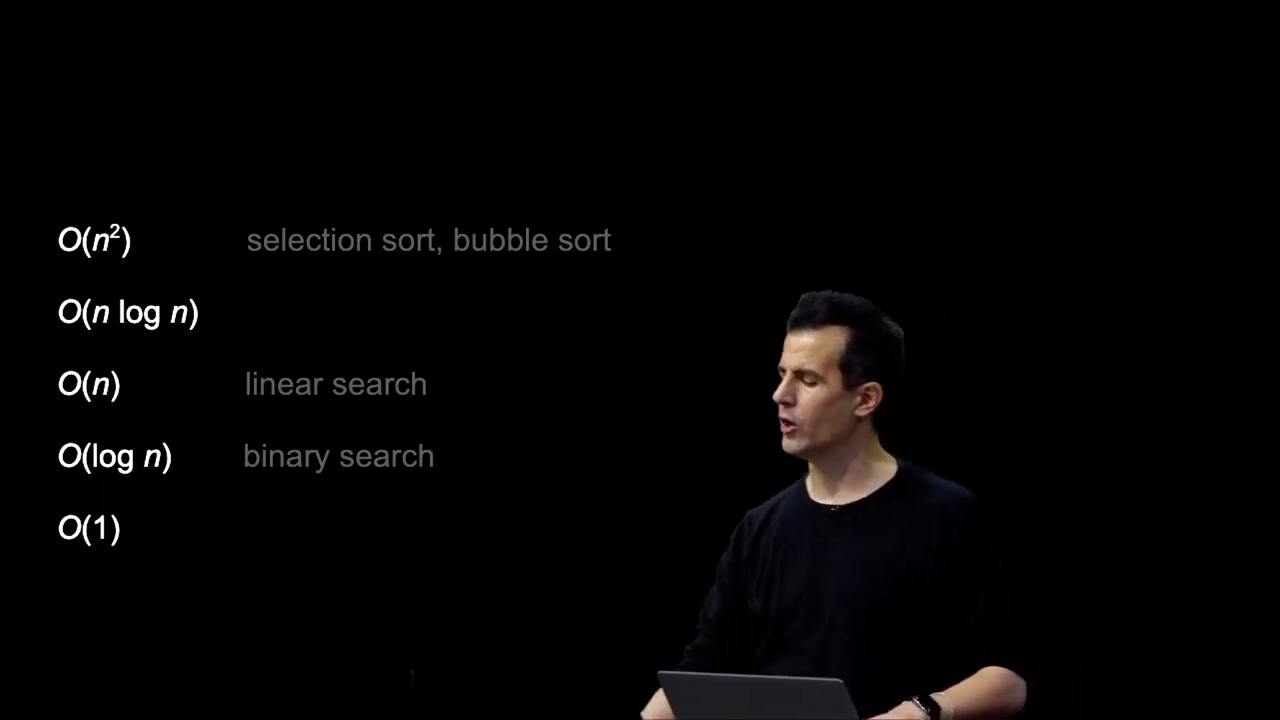 O(n²) selection sort, bubble sort
O(n log n)
O(n) linear search
O(log n) binary search
O(1)